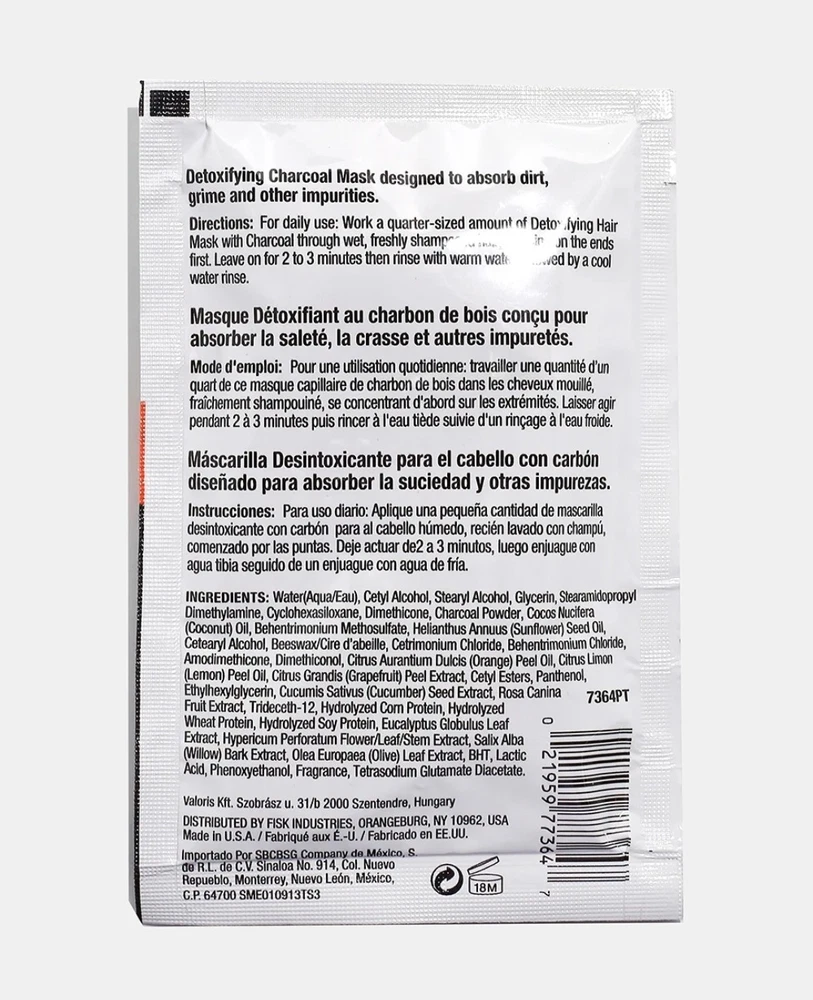 Detoxifying Charcoal Mask designed to absorb dirt,
grime and other impurities.
Directions: For daily use: Work a quarter-sized amount of Detoxifying Hair
Mask with Charcoal through wet, freshly on the ends
first. Leave on for 2 to 3 minutes then rinse with warm by a cool
water rinse.
Masque Détoxifiant au charbon de bois conçu pour
absorber la saleté, la crasse et autres impuretés.
Mode d'emploi: Pour une utilisation quotidienne: travailler une quantité d'un
quart de ce masque capillaire de charbon de bois dans les cheveux mouillé,
fraîchement shampouiné, se concentrant d'abord sur les extrémités. Laisser agir
pendant 2 à 3 minutes puis rincer à l'eau tiède suivie d'un rinçage à l'eau froide.
Máscarilla Desintoxicante para el cabello con carbón
diseñado para absorber la suciedad y otras impurezas.
Instrucciones: Para uso diario: Aplique una pequeña cantidad de mascarilla
desintoxicante con carbón para al cabello húmedo, recién lavado con champú,
comenzado por las puntas. Deje actuar de2 a 3 minutos, luego enjuague con
agua tibia seguido de un enjuague con agua de fría.
INGREDIENTS: Water(Aqua/Eau), Cetyl Alcohol, Stearyl Alcohol, Glycerin, Stearamidopropyl
Dimethylamine, Cyclohexasiloxane, Dimethicone, Charcoal Powder, Cocos Nucifera
(Coconut) Oil, Behentrimonium Methosulfate, Helianthus Annuus (Sunflower) Seed Oil,
Cetearyl Alcohol, Beeswax/Cire d'abeille, Cetrimonium Chloride, Behentrimonium Chloride,
Amodimethicone, Dimethiconol, Citrus Aurantium Dulcis (Orange) Peel Oil, Citrus Limon
(Lemon) Peel Oil, Citrus Grandis (Grapefruit) Peel Extract, Cetyl Esters, Panthenol,
Ethylhexylglycerin, Cucumis Sativus (Cucumber) Seed Extract, Rosa Canina
Fruit Extract, Trideceth-12, Hydrolyzed Corn Protein, Hydrolyzed
Wheat Protein, Hydrolyzed Soy Protein, Eucalyptus Globulus Leaf
Extract, Hypericum Perforatum Flower/Leaf/Stem Extract, Salix Alba
(Willow) Bark Extract, Olea Europaea (Olive) Leaf Extract, BHT, Lactic
Acid, Phenoxyethanol, Fragrance, Tetrasodium Glutamate Diacetate.
7364PT
0 21959 77364 7
Valoris Kft. Szobrász u. 31/b 2000 Szentendre, Hungary
DISTRIBUTED BY FISK INDUSTRIES, ORANGEBURG, NY 10962, USA
Made in U.S.A. / Fabriqué aux É.-U. / Fabricado en EE.UU.
Importado Por SBCBSG Company de México, S.
de R.L. de C.V. Sinaloa No. 914, Col. Nuevo
Repueblo, Monterrey, Nuevo León, México,
C.P. 64700 SME010913TS3
18M